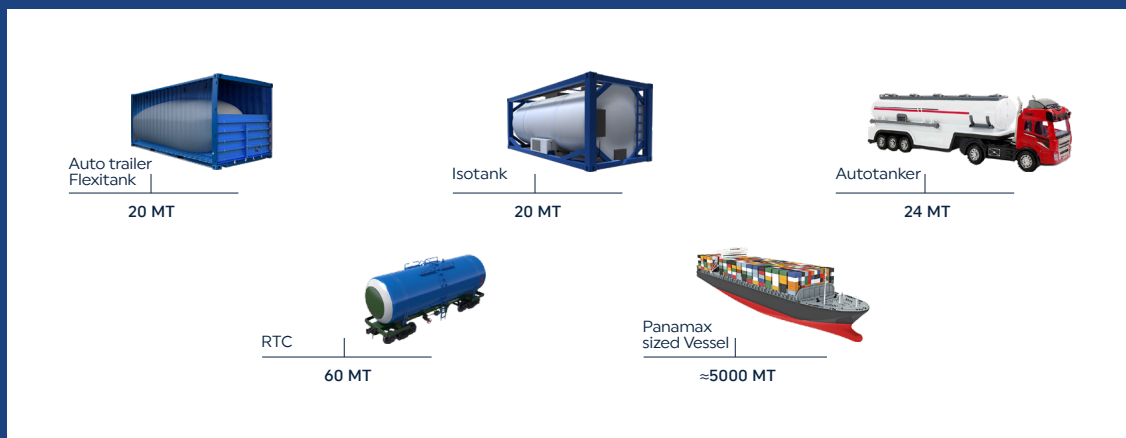 Auto trailer
Flexitank
20 MT
Isotank
20 MT
Autotanker
24 MT
RTC
60 MT
Panamax
sized Vessel
≈5000 MT